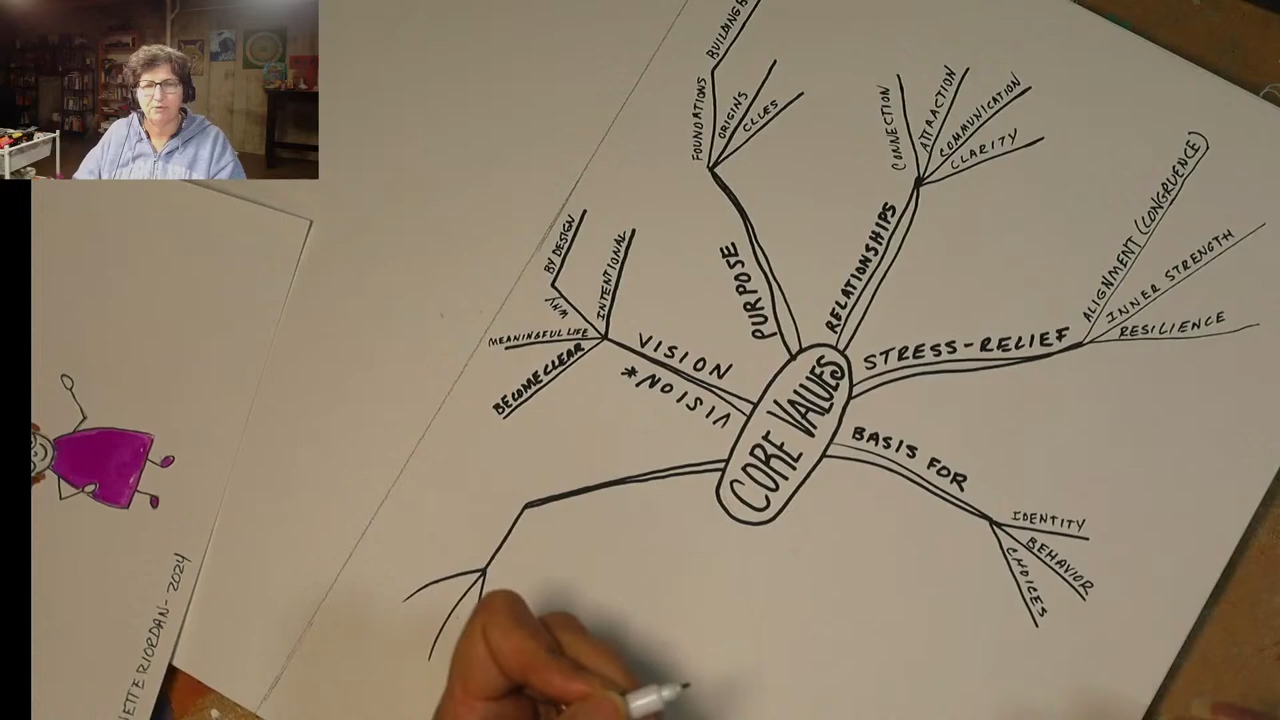 CORE VALUES
BASIS FOR
IDENTITY
BEHAVIOR
CHOICES
STRESS-RELIEF
ALIGNMENT (CONGRUENCE)
INNER STRENGTH
RESILIENCE
RELATIONSHIPS
CONNECTION
ATTRACTION
COMMUNICATION
CLARITY
PURPOSE
FOUNDATIONS
BUILDING
ORIGINS
CLUES
VISION
VISION*
WHY
BY DESIGN
INTENTIONAL
MEANINGFUL LIFE
BECOME CLEAR
RIORDAN-2024